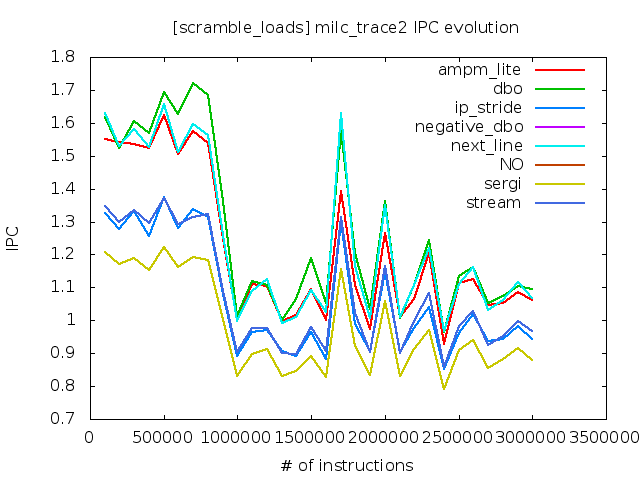 [scramble_loads] milc_trace2 IPC evolution
1.8
1.7
1.6
1.5
1.4
1.3
1.2
1.1
1
0.9
0.8
0.7
IPC
ampm_lite
dbo
ip_stride
negative_dbo
next_line
NO
sergi
stream
0 500000 1000000 1500000 2000000 2500000 3000000 3500000
# of instructions